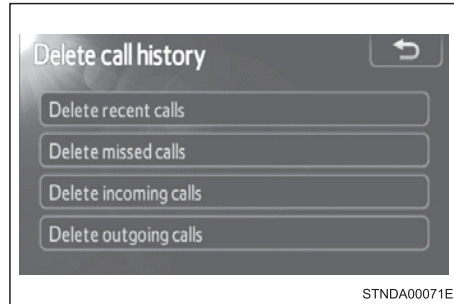 Delete call history
Delete recent calls
Delete missed calls
Delete incoming calls
Delete outgoing calls
STNDA00071E